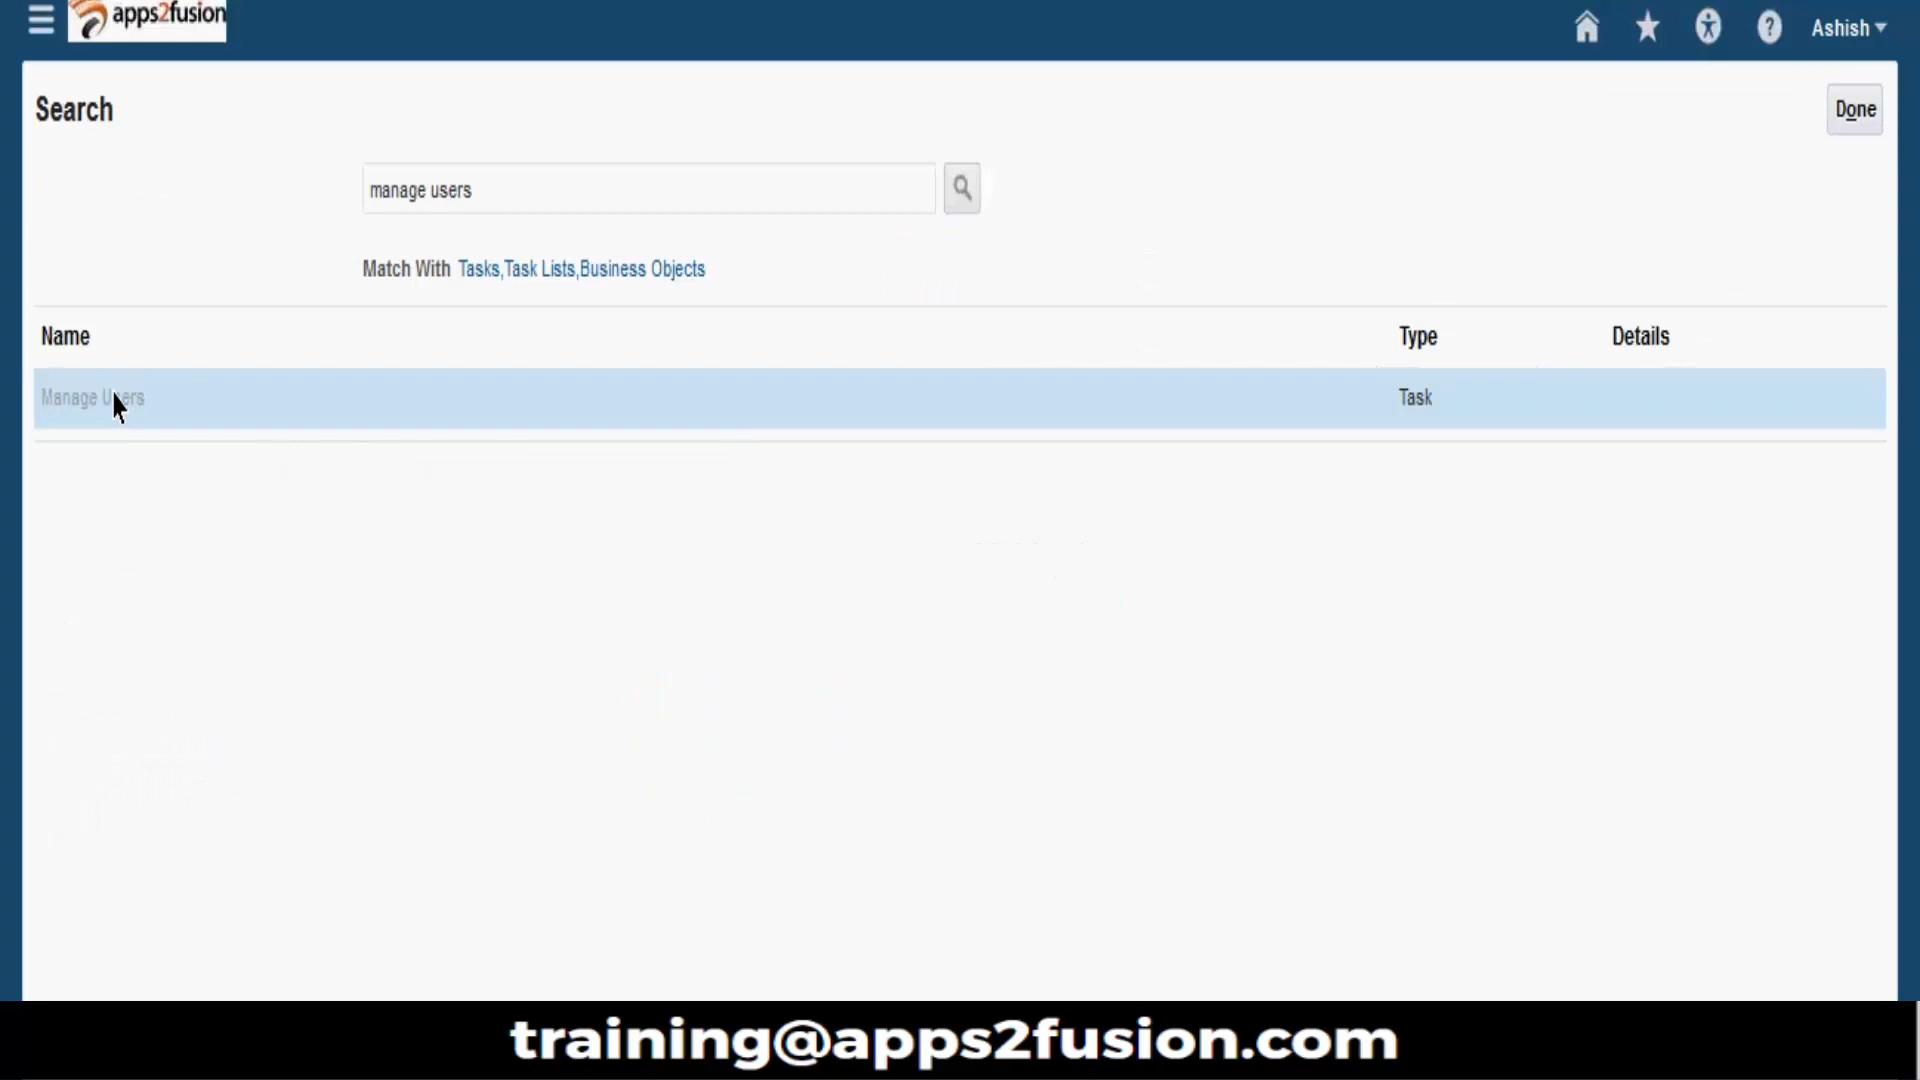 apps2fusion
Ashish
Search
Done
manage users
Match With Tasks,Task Lists,Business Objects
Name Type Details
Manage Users Task
training@apps2fusion.com